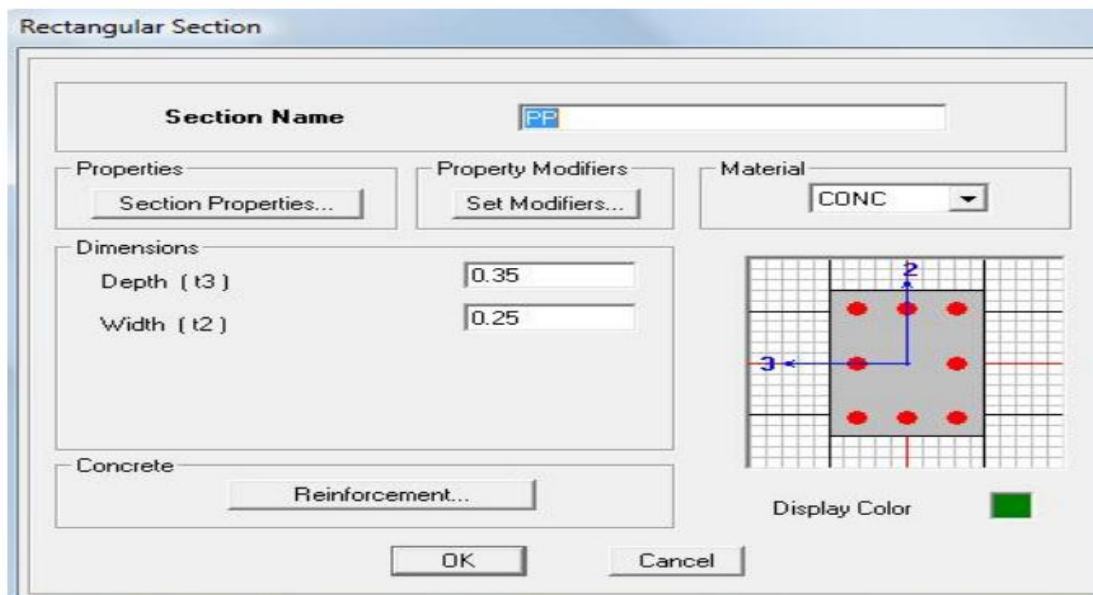 Rectangular Section
Section Name PP
Properties Property Modifiers Material
Section Properties... Set Modifiers... CONC
Dimensions
Depth ( t3 ) 0.35
Width ( t2 ) 0.25
2
3
Concrete
Reinforcement...
Display Color
OK Cancel